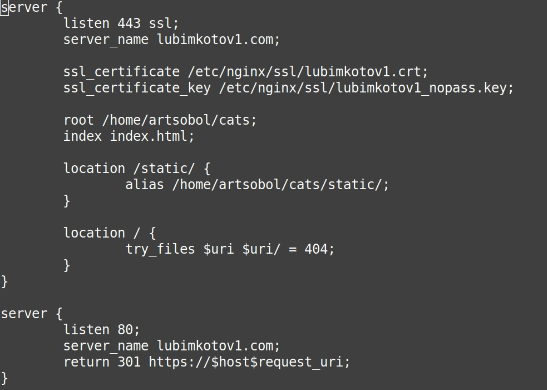 server {
listen 443 ssl;
server_name lubimkotov1.com;
ssl_certificate /etc/nginx/ssl/lubimkotov1.crt;
ssl_certificate_key /etc/nginx/ssl/lubimkotov1_nopass.key;
root /home/artsobol/cats;
index index.html;
location /static/ {
alias /home/artsobol/cats/static/;
}
location / {
try_files $uri $uri/ = 404;
}
}
server {
listen 80;
server_name lubimkotov1.com;
return 301 https://$host$request_uri;
}